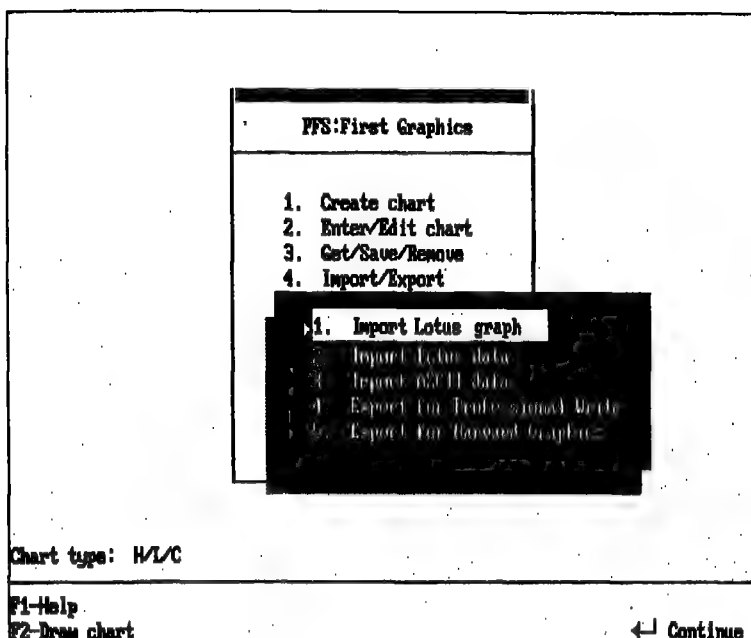 PFS:First Graphics
1. Create chart
2. Enter/Edit chart
3. Get/Save/Remove
4. Import/Export
1. Import Lotus graph
Import Lotus data
Import ASCII data
4. Export for Professional Write
5. Export for Harvard Graphics
Chart type: H/L/C
F1-Help
F2-Draw chart
↵ Continue